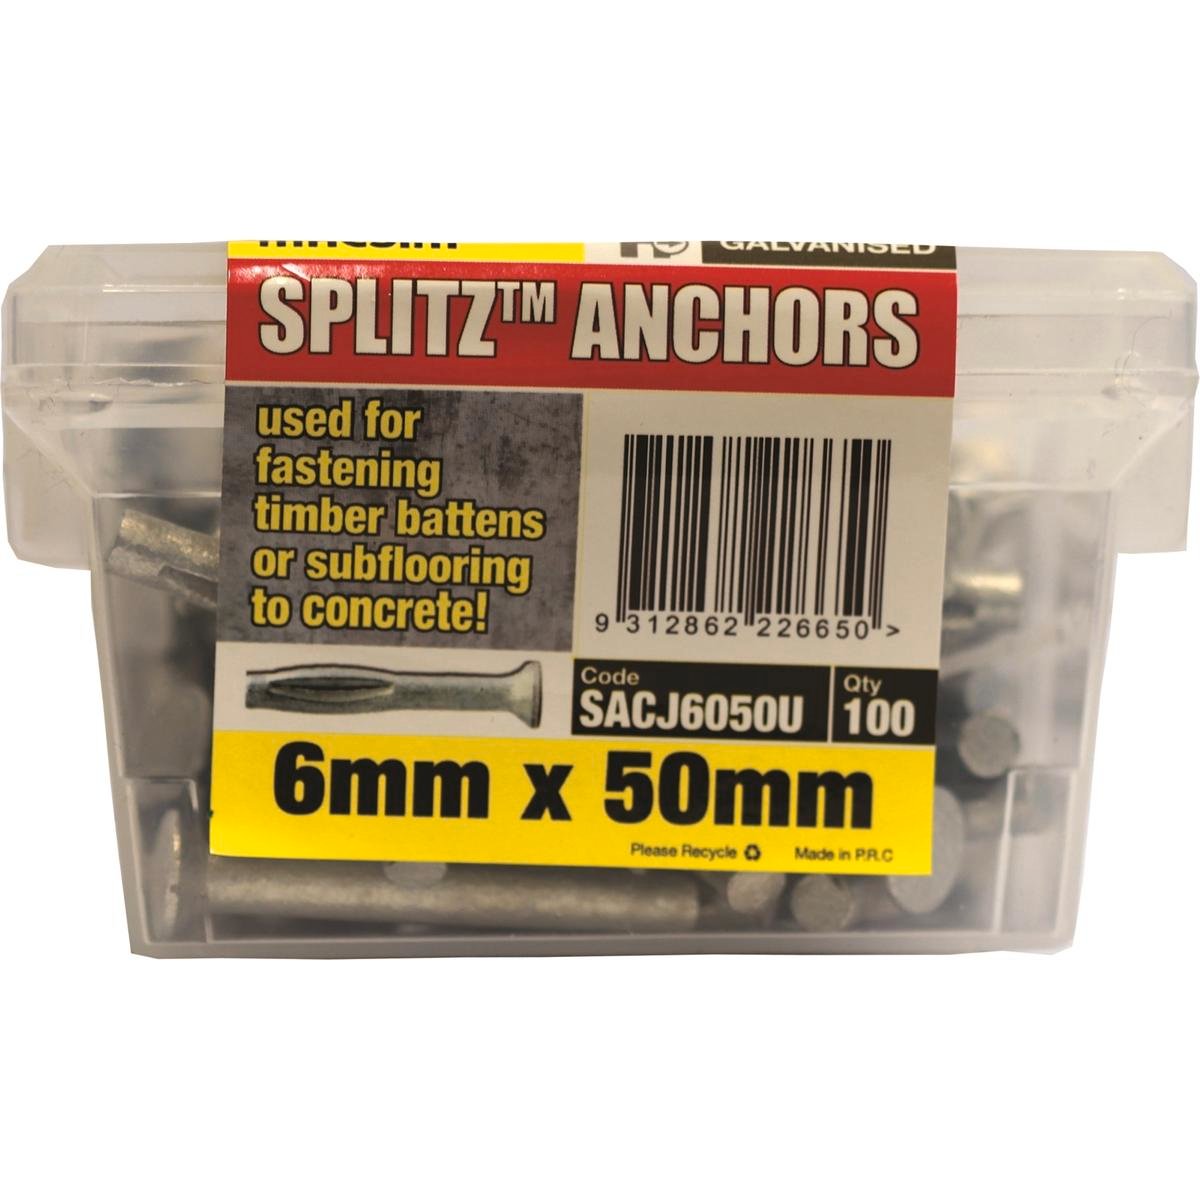 GALVANISED
SPLITZ™ ANCHORS
used for
fastening
timber battens
or subflooring
to concrete!
9 312862 226650 >
Code
SACJ6050U
Qty
100
6mm x 50mm
Please Recycle
Made in P.R.C